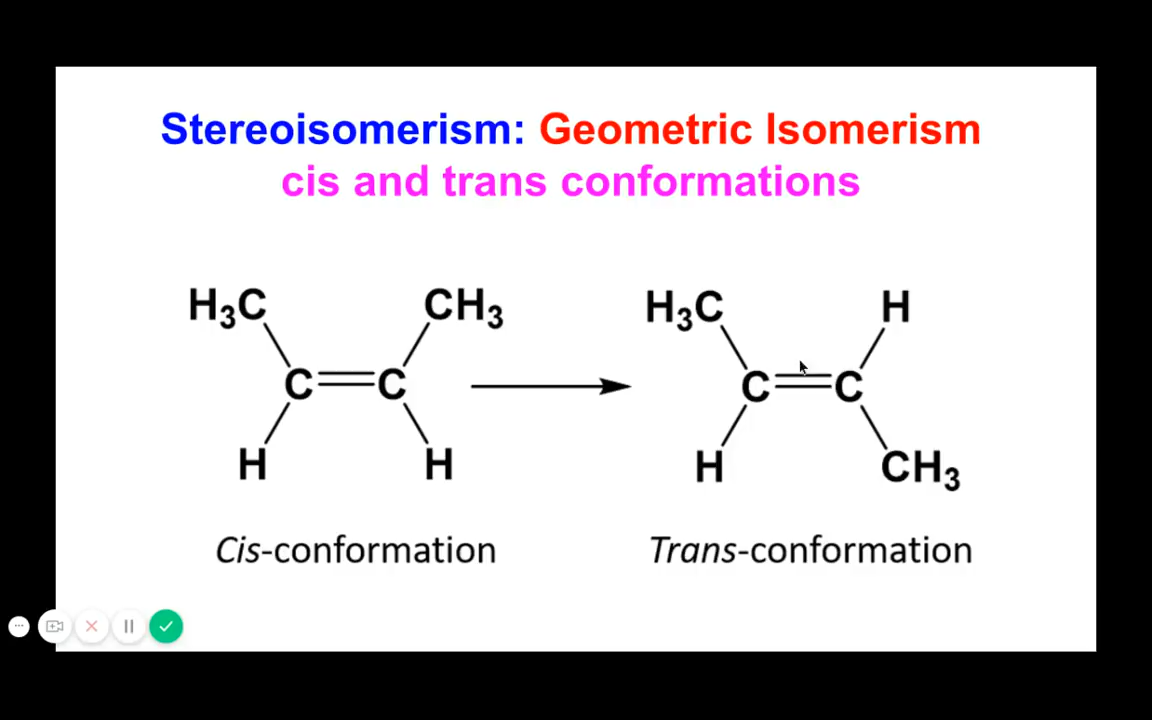 Stereoisomerism: Geometric Isomerism
cis and trans conformations
H₃C CH₃ H₃C H
C C C C
H H H CH₃
Cis-conformation Trans-conformation